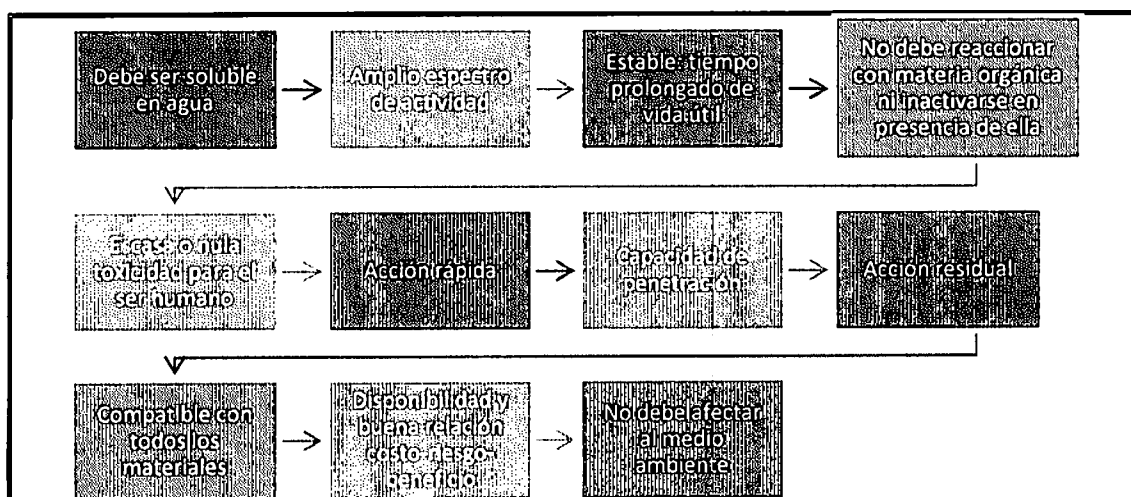 Debe ser soluble
en agua
Amplio espectro
de actividad
Estable: tiempo
prolongado de
vida útil
No debe reaccionar
con materia orgánica
ni inactivarse en
presencia de ella
Escasa o nula
toxicidad para el
ser humano
Acción rápida
Capacidad de
penetración
Acción residual
Compatible con
todos los
materiales
Disponibilidad y
buena relación
costo-riesgo-
beneficio
No debe afectar
al medio
ambiente